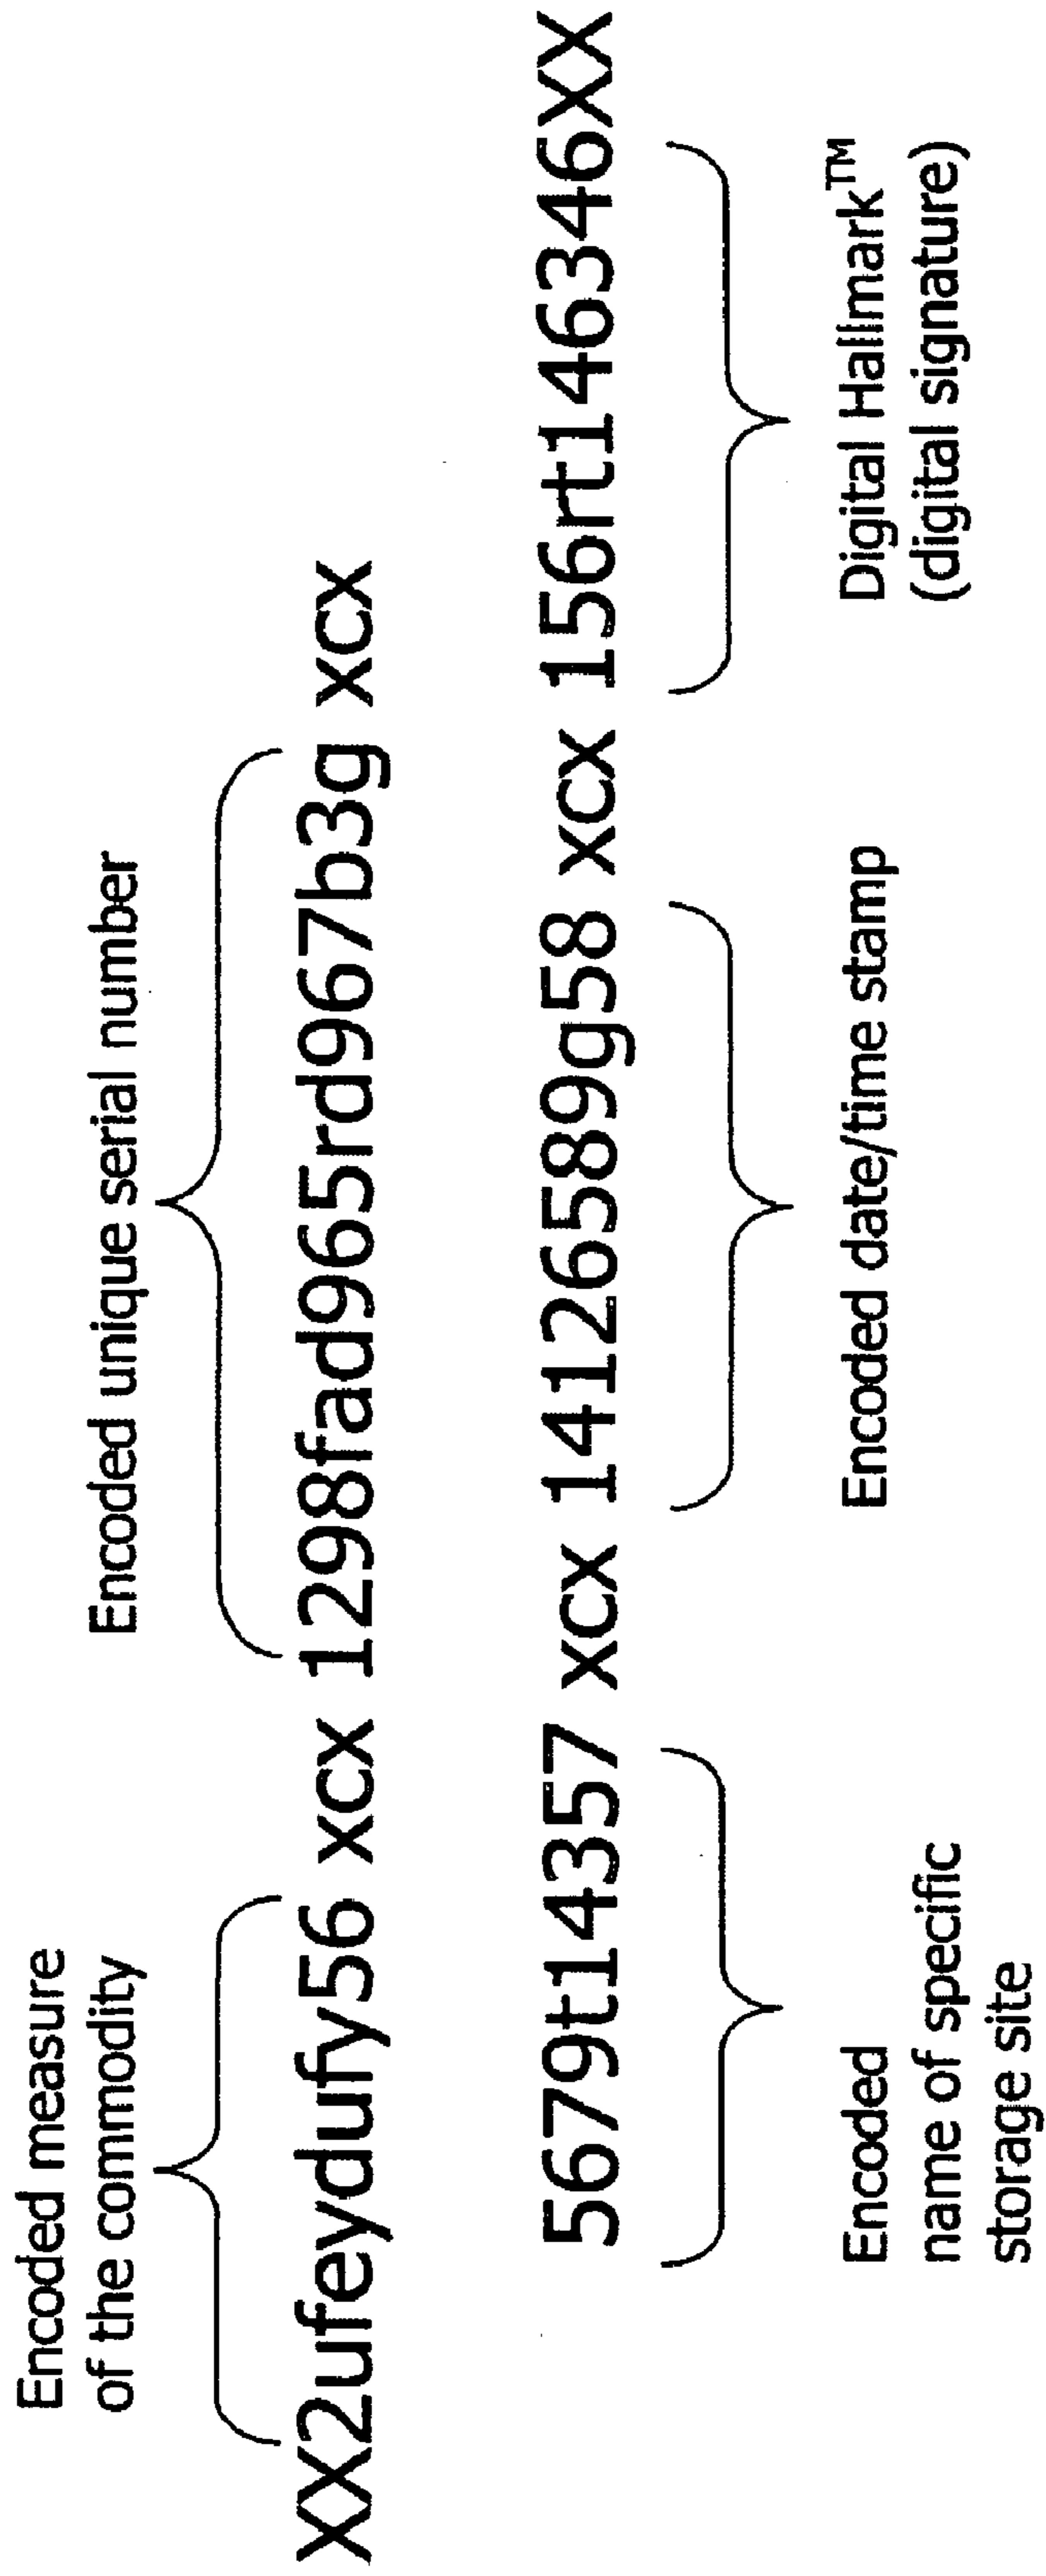 Encoded measure
of the commodity
Encoded unique serial number
XX2ufeydufy56 xcx 1298fad965rd967b3g xcx
5679t14357 xcx 14126589g58 xcx 156rt146346XX
Encoded
name of specific
storage site
Encoded date/time stamp
Digital Hallmark™
(digital signature)